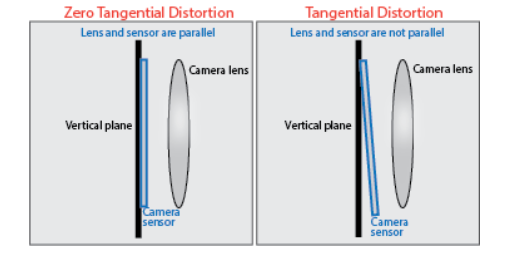 Zero Tangential Distortion
Lens and sensor are parallel
Camera lens
Vertical plane
Camera
sensor
Tangential Distortion
Lens and sensor are not parallel
Camera lens
Vertical plane
Camera
sensor